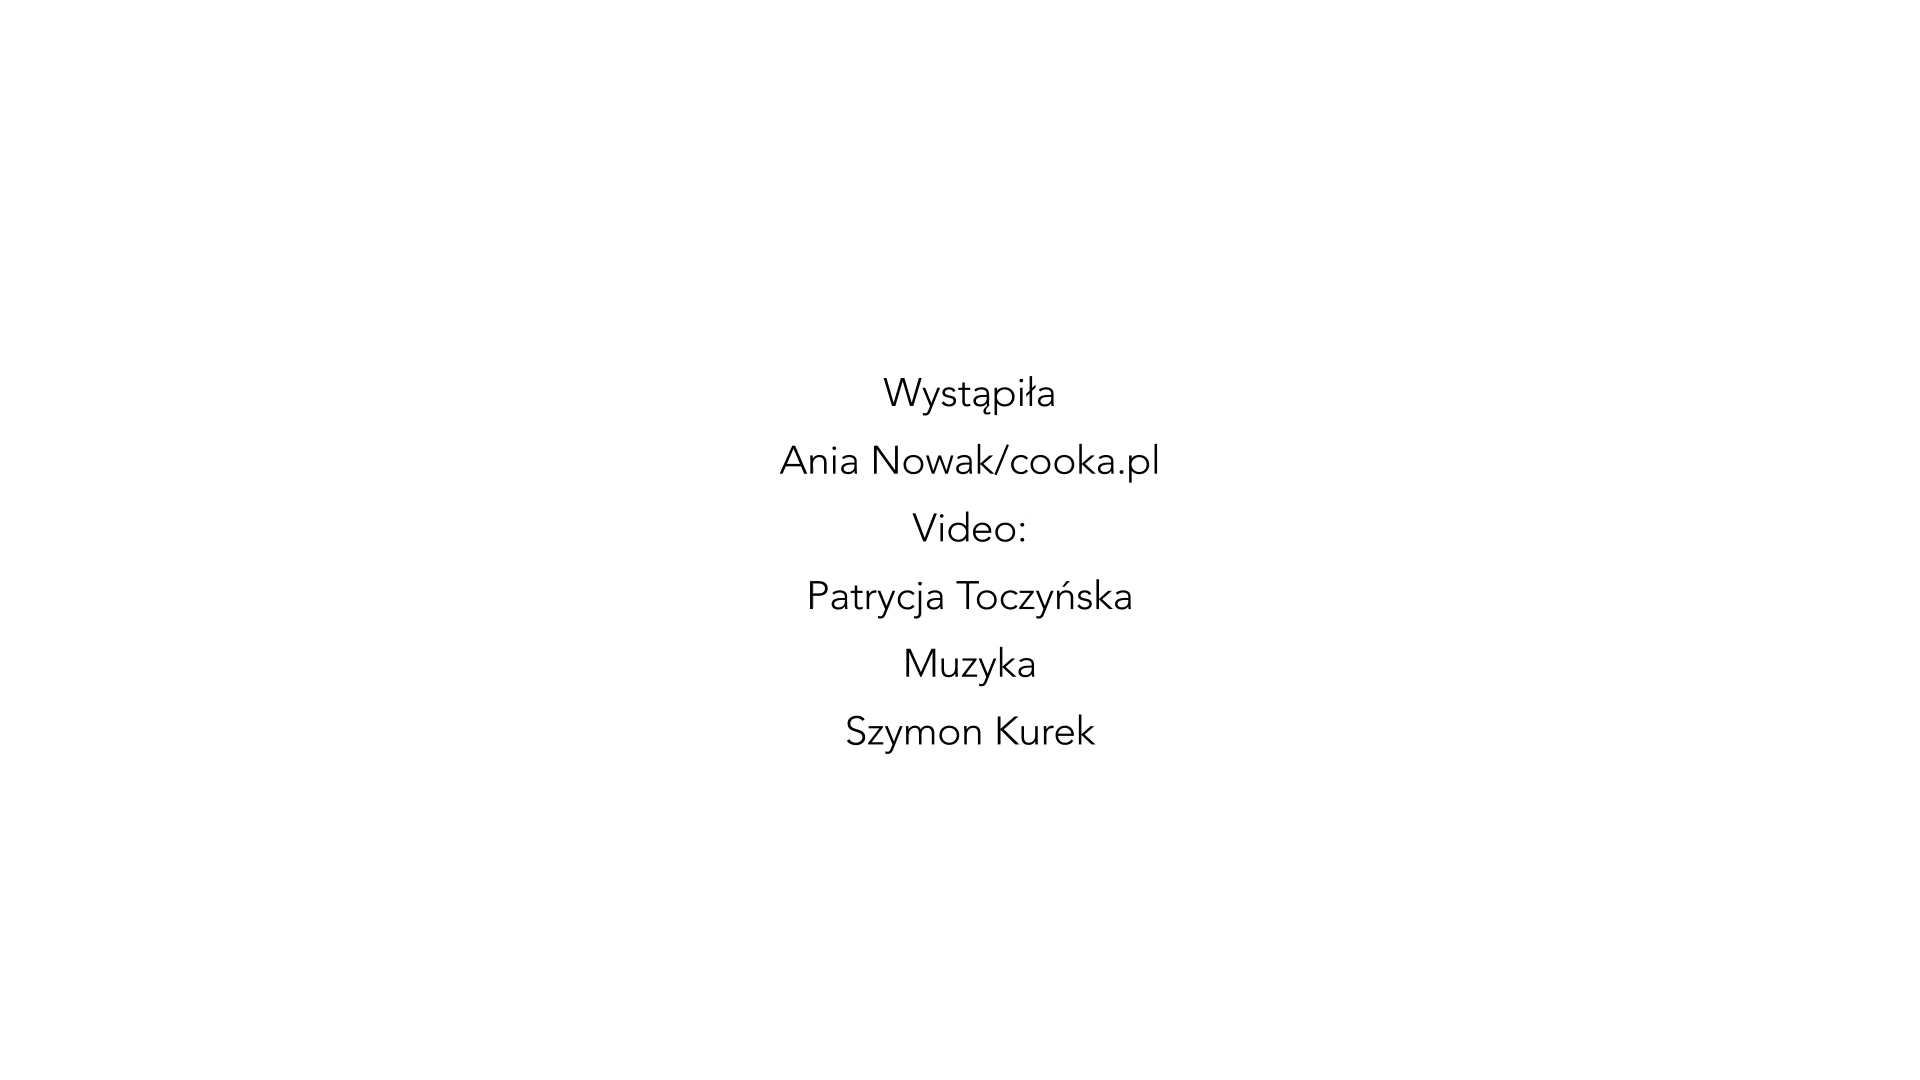 Wystąpiła
Ania Nowak/cooka.pl
Video:
Patrycja Toczyńska
Muzyka
Szymon Kurek